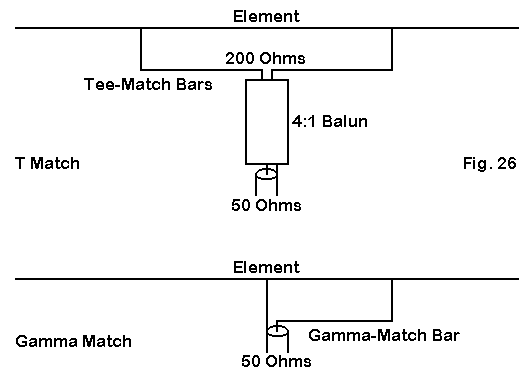 Element
200 Ohms
Tee-Match Bars
4:1 Balun
T Match
Fig. 26
50 Ohms
Element
Gamma-Match Bar
Gamma Match
50 Ohms